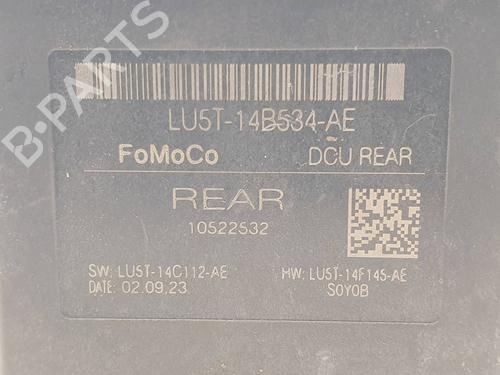 B-PARTS
LU5T-14B534-AE
FoMoCo DCU REAR
REAR
10522532
SW: LU5T-14C112-AE HW: LU5T-14F145-AE
DATE: 02.09.23 S0Y0B